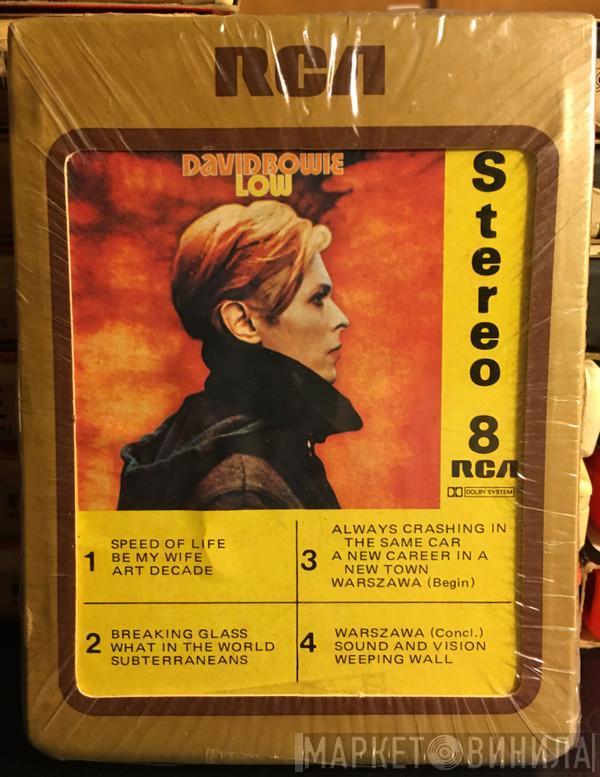 RCA
DAVID BOWIE
LOW
Stereo
8
RCA
DOLBY SYSTEM
1
SPEED OF LIFE
BE MY WIFE
ART DECADE
2
BREAKING GLASS
WHAT IN THE WORLD
SUBTERRANEANS
3
ALWAYS CRASHING IN
THE SAME CAR
A NEW CAREER IN A
NEW TOWN
WARSZAWA (Begin)
4
WARSZAWA (Concl.)
SOUND AND VISION
WEEPING WALL
МАРКЕТ ВИНИЛА